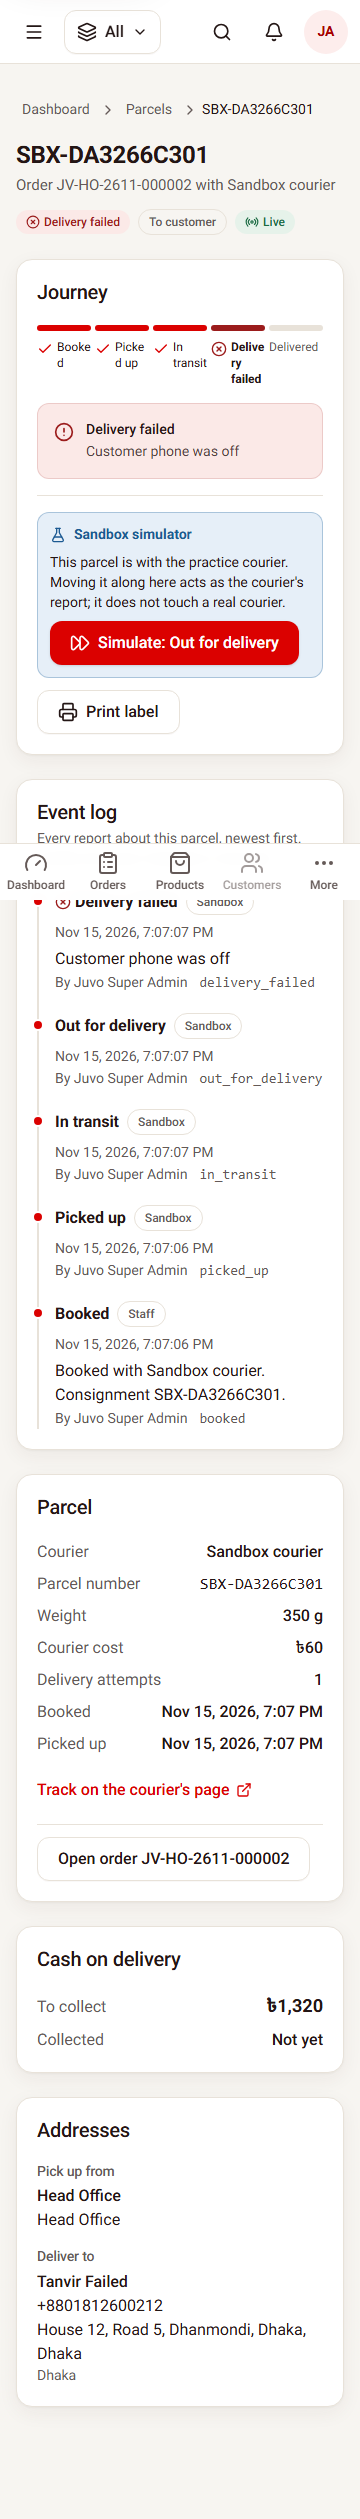 All
JA
Dashboard > Parcels > SBX-DA3266C301
SBX-DA3266C301
Order JV-HO-2611-000002 with Sandbox courier
Delivery failed
To customer
Live
Journey
Booke
d
Picke
d up
In
transit
Delive
ry
failed
Delivered
Delivery failed
Customer phone was off
Sandbox simulator
This parcel is with the practice courier.
Moving it along here acts as the courier's
report; it does not touch a real courier.
Simulate: Out for delivery
Print label
Event log
Every report about this parcel, newest first.
Dashboard
Orders
Products
Customers
More
Delivery failed Sandbox
Nov 15, 2026, 7:07:07 PM
Customer phone was off
By Juvo Super Admin delivery_failed
Out for delivery Sandbox
Nov 15, 2026, 7:07:07 PM
By Juvo Super Admin out_for_delivery
In transit Sandbox
Nov 15, 2026, 7:07:07 PM
By Juvo Super Admin in_transit
Picked up Sandbox
Nov 15, 2026, 7:07:06 PM
By Juvo Super Admin picked_up
Booked Staff
Nov 15, 2026, 7:07:06 PM
Booked with Sandbox courier.
Consignment SBX-DA3266C301.
By Juvo Super Admin booked
Parcel
Courier Sandbox courier
Parcel number SBX-DA3266C301
Weight 350 g
Courier cost ৳60
Delivery attempts 1
Booked Nov 15, 2026, 7:07 PM
Picked up Nov 15, 2026, 7:07 PM
Track on the courier's page
Open order JV-HO-2611-000002
Cash on delivery
To collect ৳1,320
Collected Not yet
Addresses
Pick up from
Head Office
Head Office
Deliver to
Tanvir Failed
+8801812600212
House 12, Road 5, Dhanmondi, Dhaka,
Dhaka
Dhaka